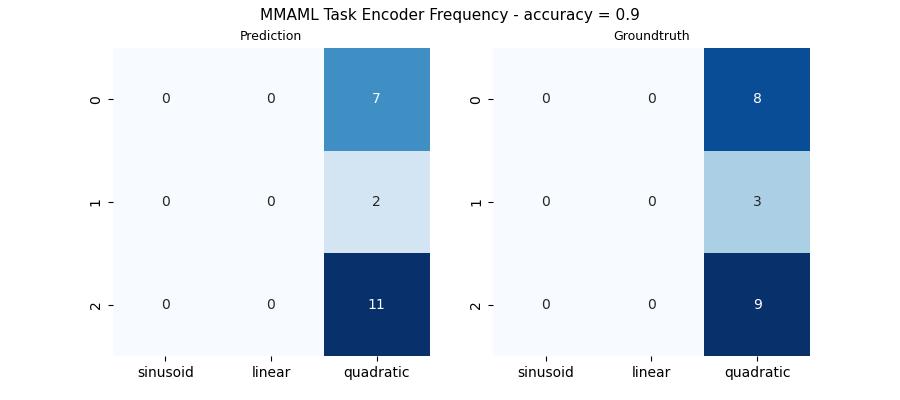 MMAML Task Encoder Frequency - accuracy = 0.9
Prediction
Groundtruth
0 0 0 7
1 0 0 2
2 0 0 11
sinusoid linear quadratic
0 0 0 8
1 0 0 3
2 0 0 9
sinusoid linear quadratic